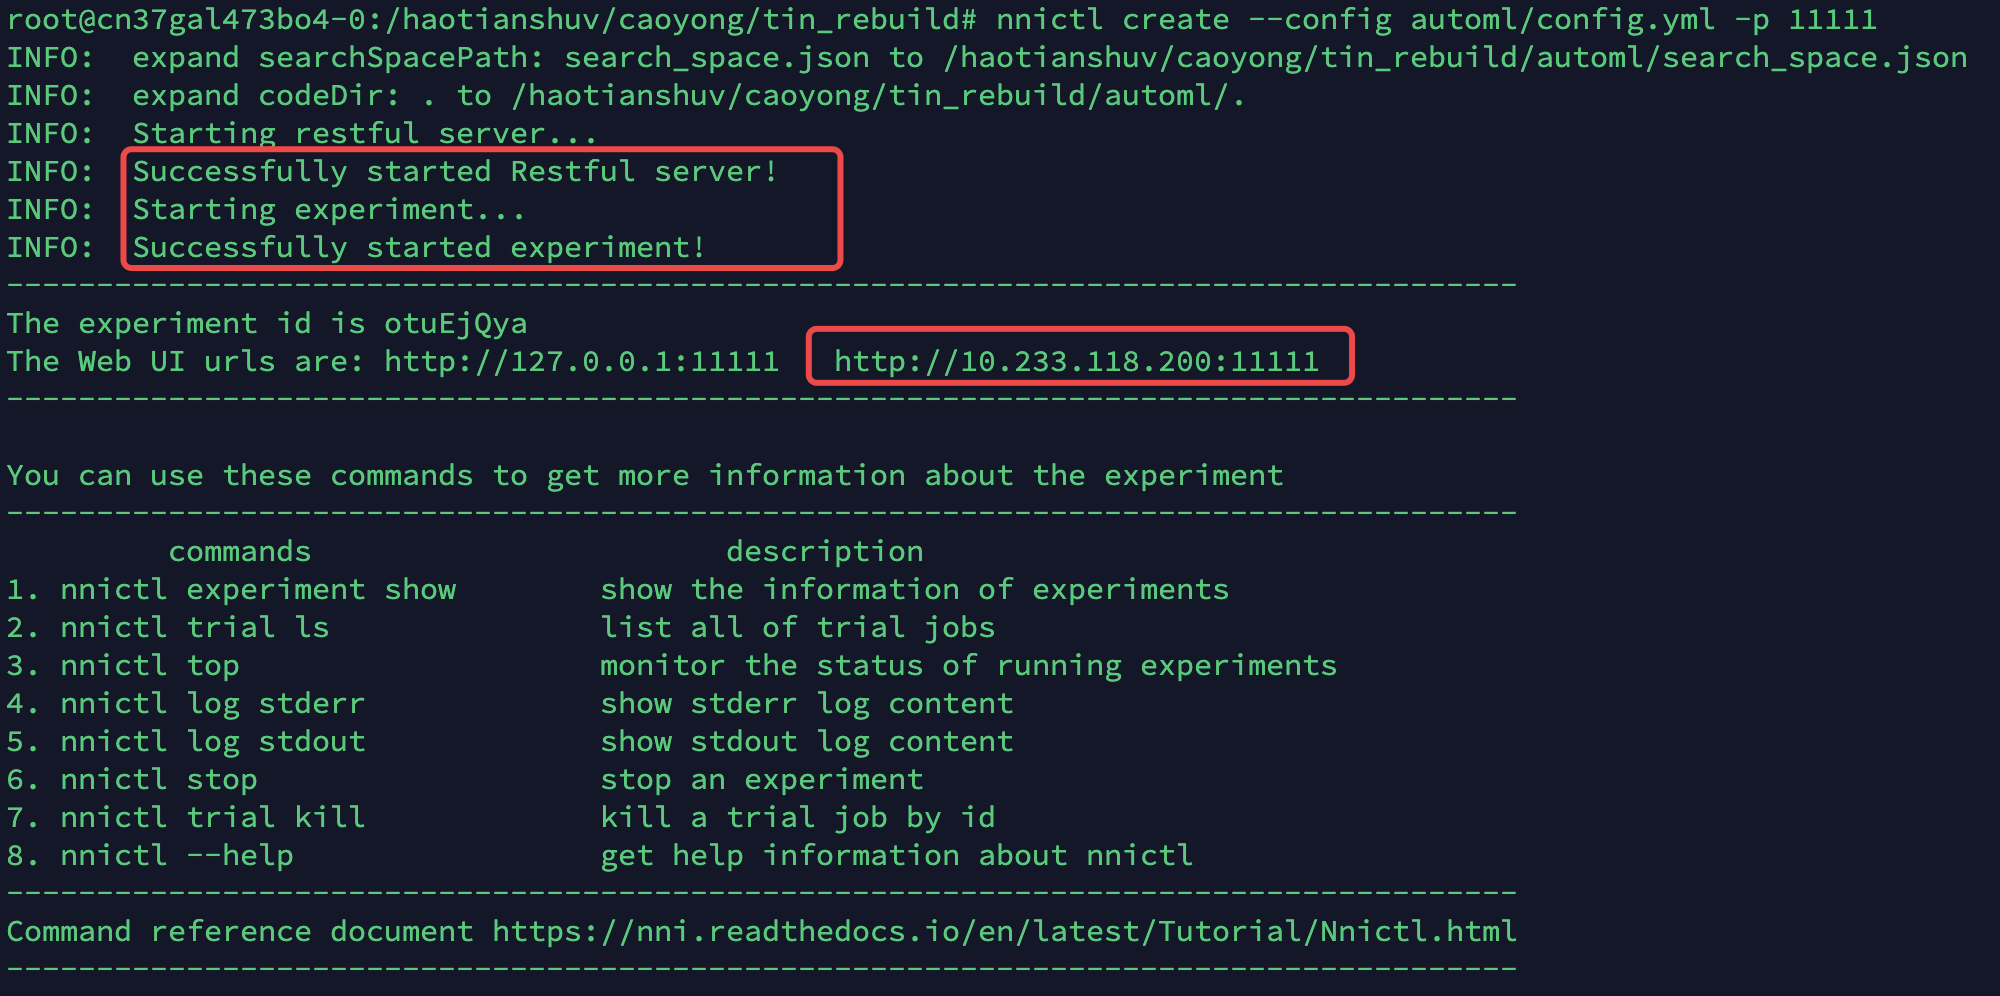 root@cn37gal473bo4-0:/haotianshuv/caoyong/tin_rebuild# nnictl create --config automl/config.yml -p 11111
INFO:  expand searchSpacePath: search_space.json to /haotianshuv/caoyong/tin_rebuild/automl/search_space.json
INFO:  expand codeDir: . to /haotianshuv/caoyong/tin_rebuild/automl/.
INFO:  Starting restful server...
INFO:  Successfully started Restful server!
INFO:  Starting experiment...
INFO:  Successfully started experiment!
------------------------------------------------------------------------------------
The experiment id is otuEjQya
The Web UI urls are: http://127.0.0.1:11111   http://10.233.118.200:11111
------------------------------------------------------------------------------------
You can use these commands to get more information about the experiment
------------------------------------------------------------------------------------
         commands                       description
1. nnictl experiment show        show the information of experiments
2. nnictl trial ls               list all of trial jobs
3. nnictl top                    monitor the status of running experiments
4. nnictl log stderr             show stderr log content
5. nnictl log stdout             show stdout log content
6. nnictl stop                   stop an experiment
7. nnictl trial kill             kill a trial job by id
8. nnictl --help                 get help information about nnictl
------------------------------------------------------------------------------------
Command reference document https://nni.readthedocs.io/en/latest/Tutorial/Nnictl.html
------------------------------------------------------------------------------------